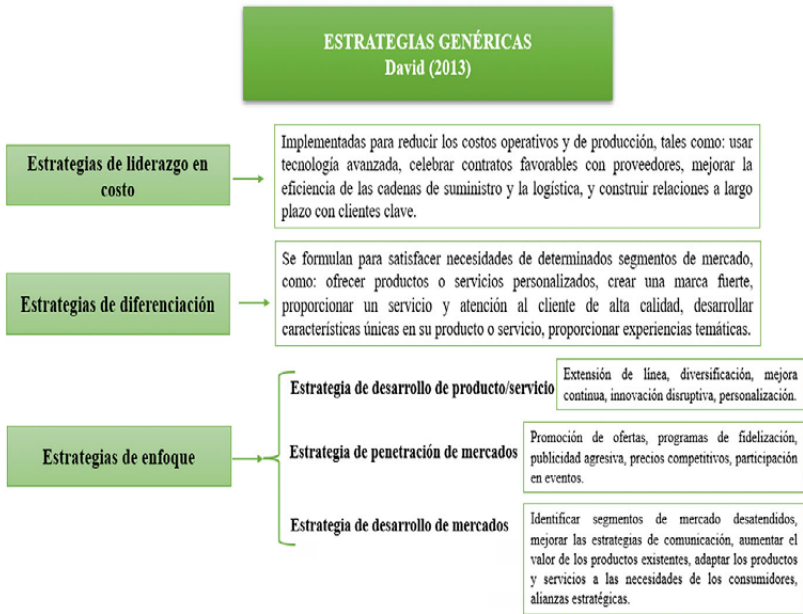 ESTRATEGIAS GENÉRICAS
David (2013)
Estrategias de liderazgo en
costo
Implementadas para reducir los costos operativos y de producción, tales como: usar
tecnología avanzada, celebrar contratos favorables con proveedores, mejorar la
eficiencia de las cadenas de suministro y la logística, y construir relaciones a largo
plazo con clientes clave.
Estrategias de diferenciación
Se formulan para satisfacer necesidades de determinados segmentos de mercado,
como: ofrecer productos o servicios personalizados, crear una marca fuerte,
proporcionar un servicio y atención al cliente de alta calidad, desarrollar
características únicas en su producto o servicio, proporcionar experiencias temáticas.
Estrategias de enfoque
Estrategia de desarrollo de producto/servicio
Extensión de línea, diversificación, mejora
continua, innovación disruptiva, personalización.
Estrategia de penetración de mercados
Promoción de ofertas, programas de fidelización,
publicidad agresiva, precios competitivos, participación
en eventos.
Estrategia de desarrollo de mercados
Identificar segmentos de mercado desatendidos,
mejorar las estrategias de comunicación, aumentar el
valor de los productos existentes, adaptar los productos
y servicios a las necesidades de los consumidores,
alianzas estratégicas.